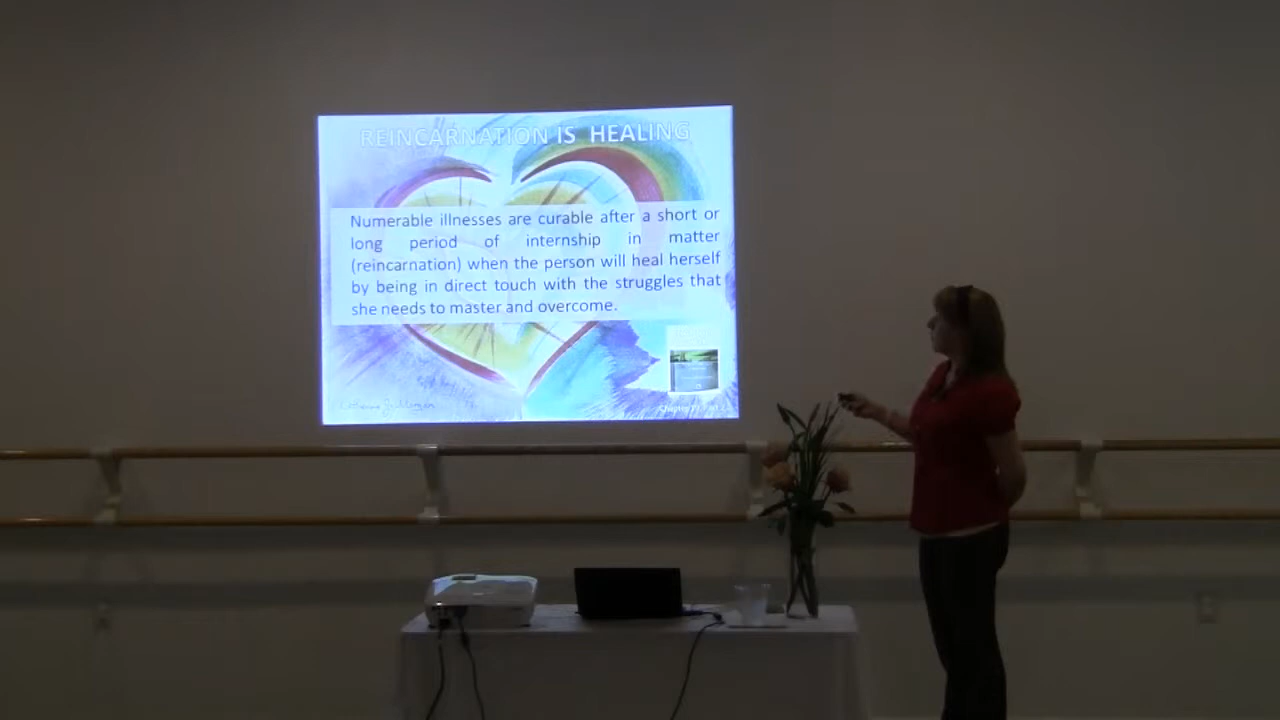 REINCARNATION IS HEALING
Numerable illnesses are curable after a short or
long period of internship in matter
(reincarnation) when the person will heal herself
by being in direct touch with the struggles that
she needs to master and overcome.
Chapter